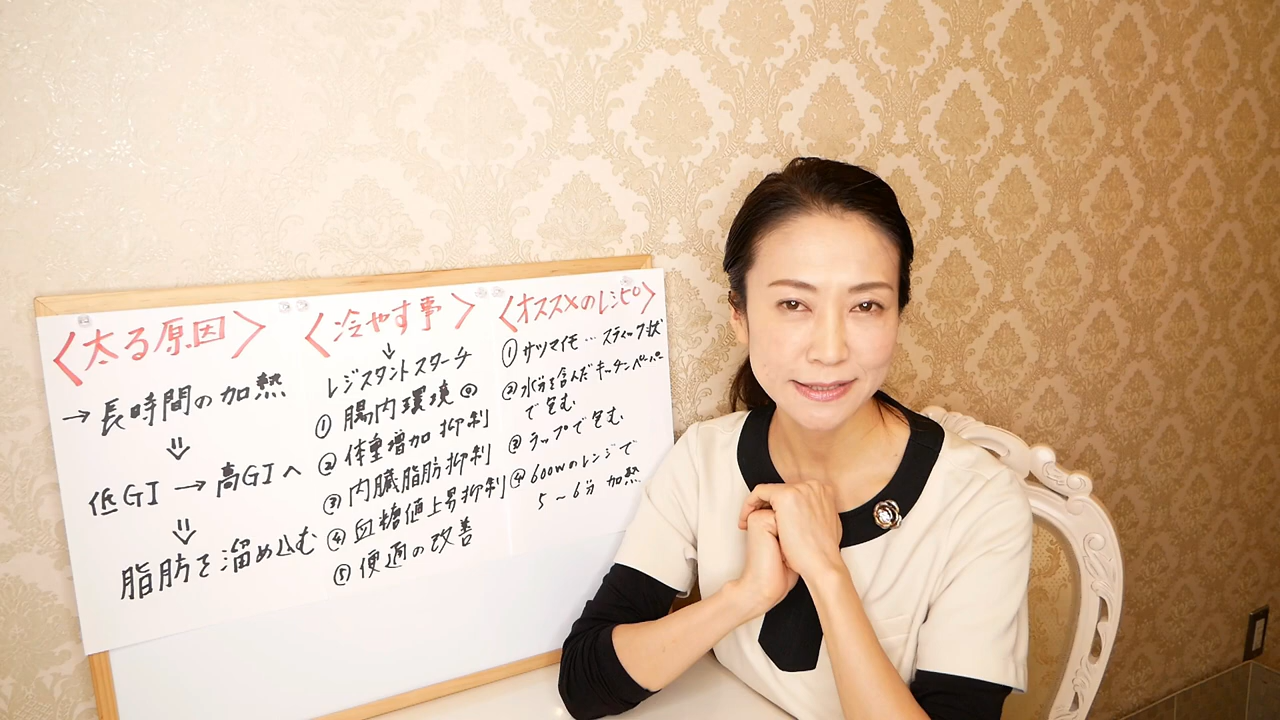 〈太る原因〉
→長時間の加熱
⇓
低GI→高GIへ
⇓
脂肪を溜め込む
〈冷やす事〉
↓
レジスタントスターチ
① 腸内環境◎
② 体重増加抑制
③ 内臓脂肪抑制
④ 血糖値上昇抑制
⑤ 便通の改善
〈オススメのレシピ〉
① サツマイモ…スティック状
② 水分を含んだキッチンペーパー
で包む
③ ラップで包む
④ 600Wのレンジで
5〜6分 加熱